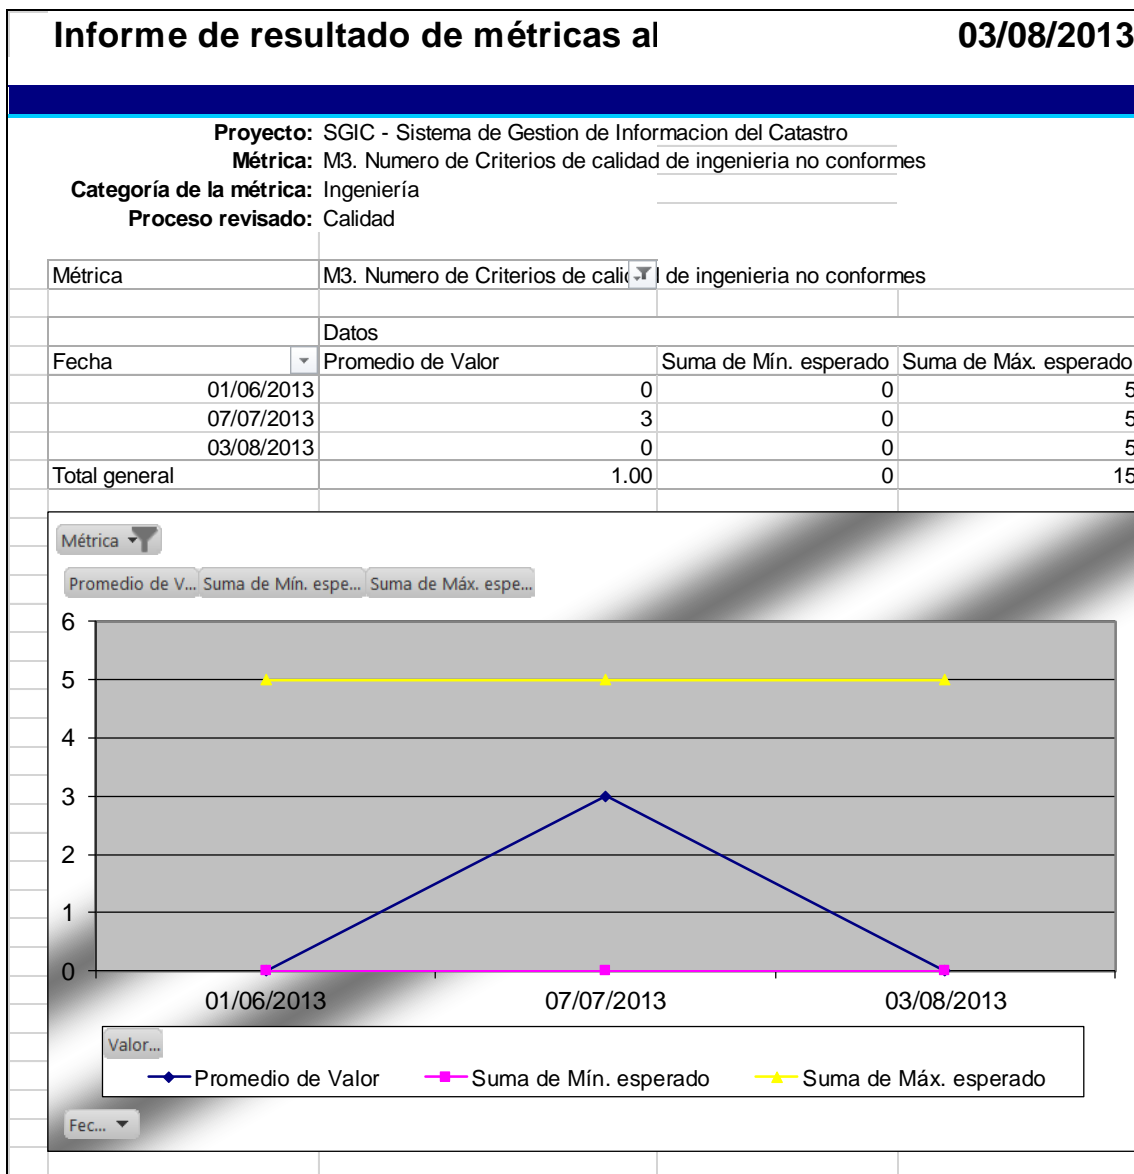 Informe de resultado de métricas al 03/08/2013
Proyecto: SGIC - Sistema de Gestion de Informacion del Catastro
Métrica: M3. Numero de Criterios de calidad de ingenieria no conformes
Categoría de la métrica: Ingeniería
Proceso revisado: Calidad
Métrica M3. Numero de Criterios de calid de ingenieria no conformes
Datos
Fecha Promedio de Valor Suma de Mín. esperado Suma de Máx. esperado
01/06/2013 0 0 5
07/07/2013 3 0 5
03/08/2013 0 0 5
Total general 1.00 0 15
Métrica
Promedio de V... Suma de Mín. espe... Suma de Máx. espe...
6
5
4
3
2
1
0
01/06/2013 07/07/2013 03/08/2013
Valor...
Promedio de Valor Suma de Mín. esperado Suma de Máx. esperado
Fec...